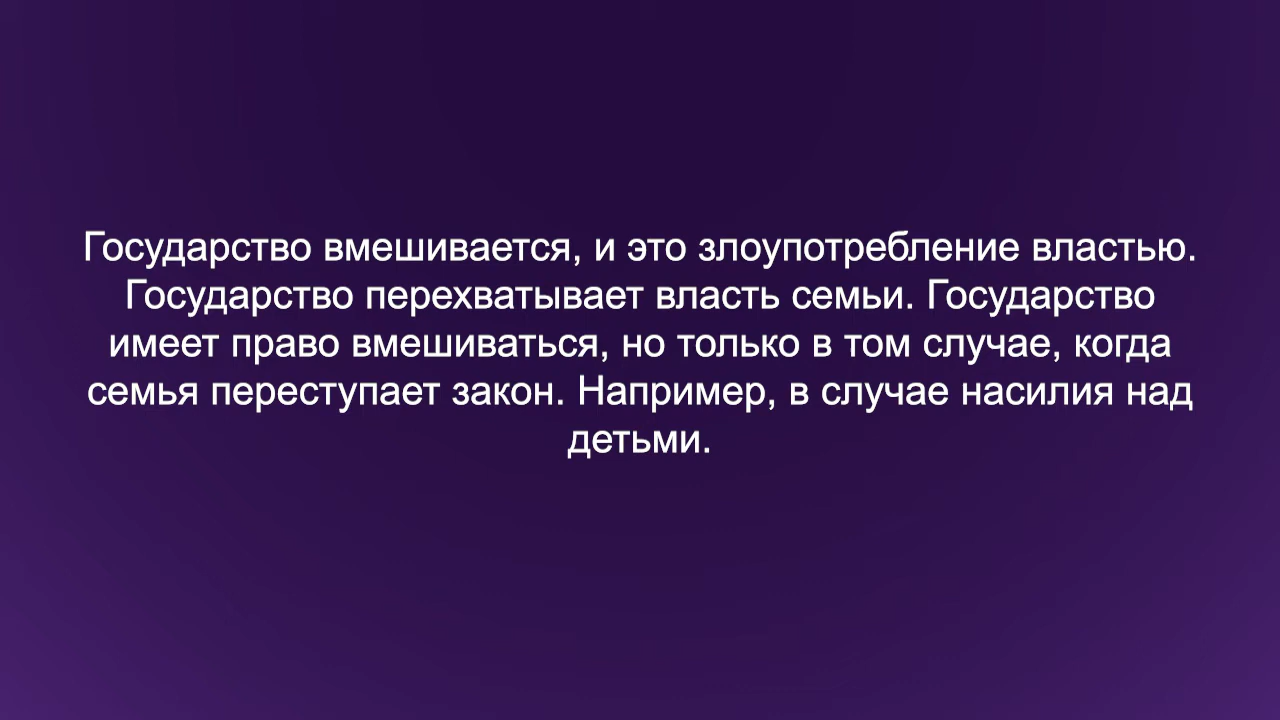 Государство вмешивается, и это злоупотребление властью.
Государство перехватывает власть семьи. Государство
имеет право вмешиваться, но только в том случае, когда
семья переступает закон. Например, в случае насилия над
детьми.